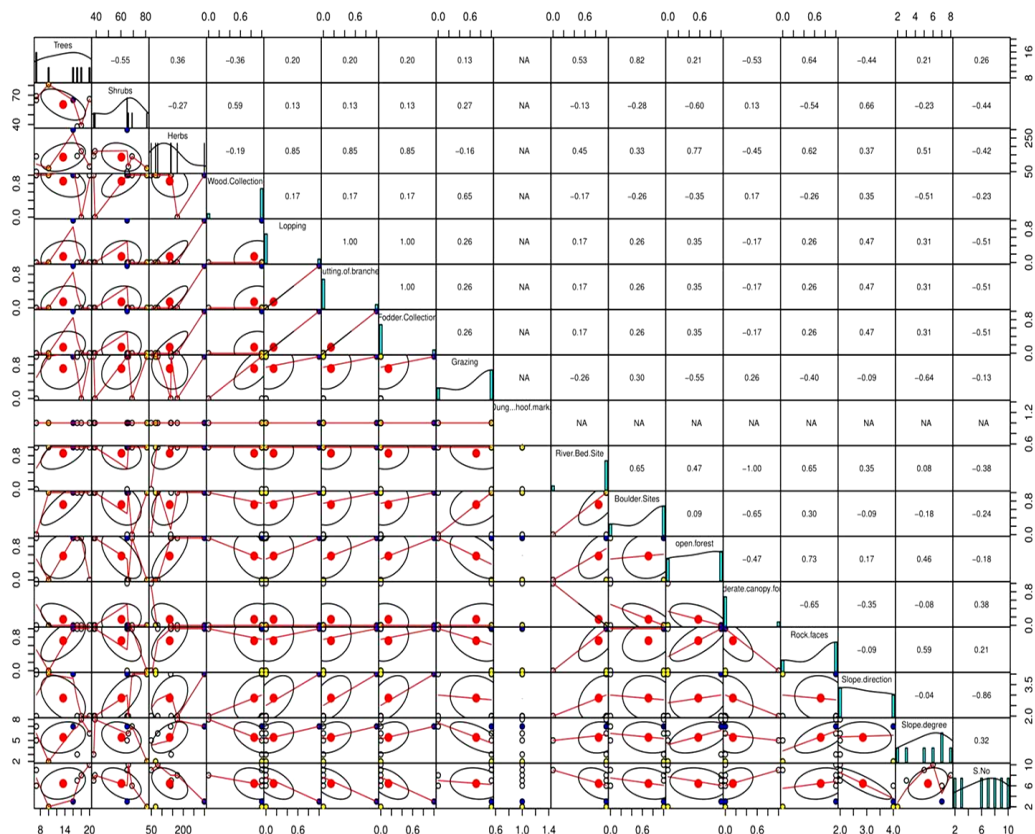 40 60 80 0.0 0.6 0.0 0.6 0.0 0.6 0.0 0.6 0.0 0.6 0.0 0.6 0.0 0.6 2 4 6 8
Trees −0.55 0.36 −0.36 0.20 0.20 0.20 0.13 NA 0.53 0.82 0.21 −0.53 0.64 −0.44 0.21 0.26 8 16
40 70 Shrubs −0.27 0.59 0.13 0.13 0.13 0.27 NA −0.13 −0.28 −0.60 0.13 −0.54 0.66 −0.23 −0.44
Herbs −0.19 0.85 0.85 0.85 −0.16 NA 0.45 0.33 0.77 −0.45 0.62 0.37 0.51 −0.42 50 250
0.0 0.8 Wood.Collection 0.17 0.17 0.17 0.65 NA −0.17 −0.26 −0.35 0.17 −0.26 0.35 −0.51 −0.23
Lopping 1.00 1.00 0.26 NA 0.17 0.26 0.35 −0.17 0.26 0.47 0.31 −0.51 0.0 0.8
0.0 0.8 utting.of.branche 1.00 0.26 NA 0.17 0.26 0.35 −0.17 0.26 0.47 0.31 −0.51
Fodder.Collection 0.26 NA 0.17 0.26 0.35 −0.17 0.26 0.47 0.31 −0.51 0.0 0.8
0.0 0.8 Grazing NA −0.26 0.30 −0.55 0.26 −0.40 −0.09 −0.64 −0.13
Dung...hoof.mark NA NA NA NA NA NA NA NA 0.6 1.2
0.0 0.8 River.Bed.Site 0.65 0.47 −1.00 0.65 0.35 0.08 −0.38
Boulder.Sites 0.09 −0.65 0.30 −0.09 −0.18 −0.24 0.0 0.8
0.0 0.8 open.forest −0.47 0.73 0.17 0.46 −0.18
derate.canopy.fo −0.65 −0.35 −0.08 0.38 0.0 0.8
0.0 0.8 Rock.faces −0.09 0.59 0.21
Slope.direction −0.04 −0.86 2.0 3.5
2 5 8 Slope.degree 0.32
S.No 2 6 10
8 14 20 50 200 0.0 0.6 0.0 0.6 0.6 1.0 1.4 0.0 0.6 0.0 0.6 2.0 3.0 4.0 2 6 10